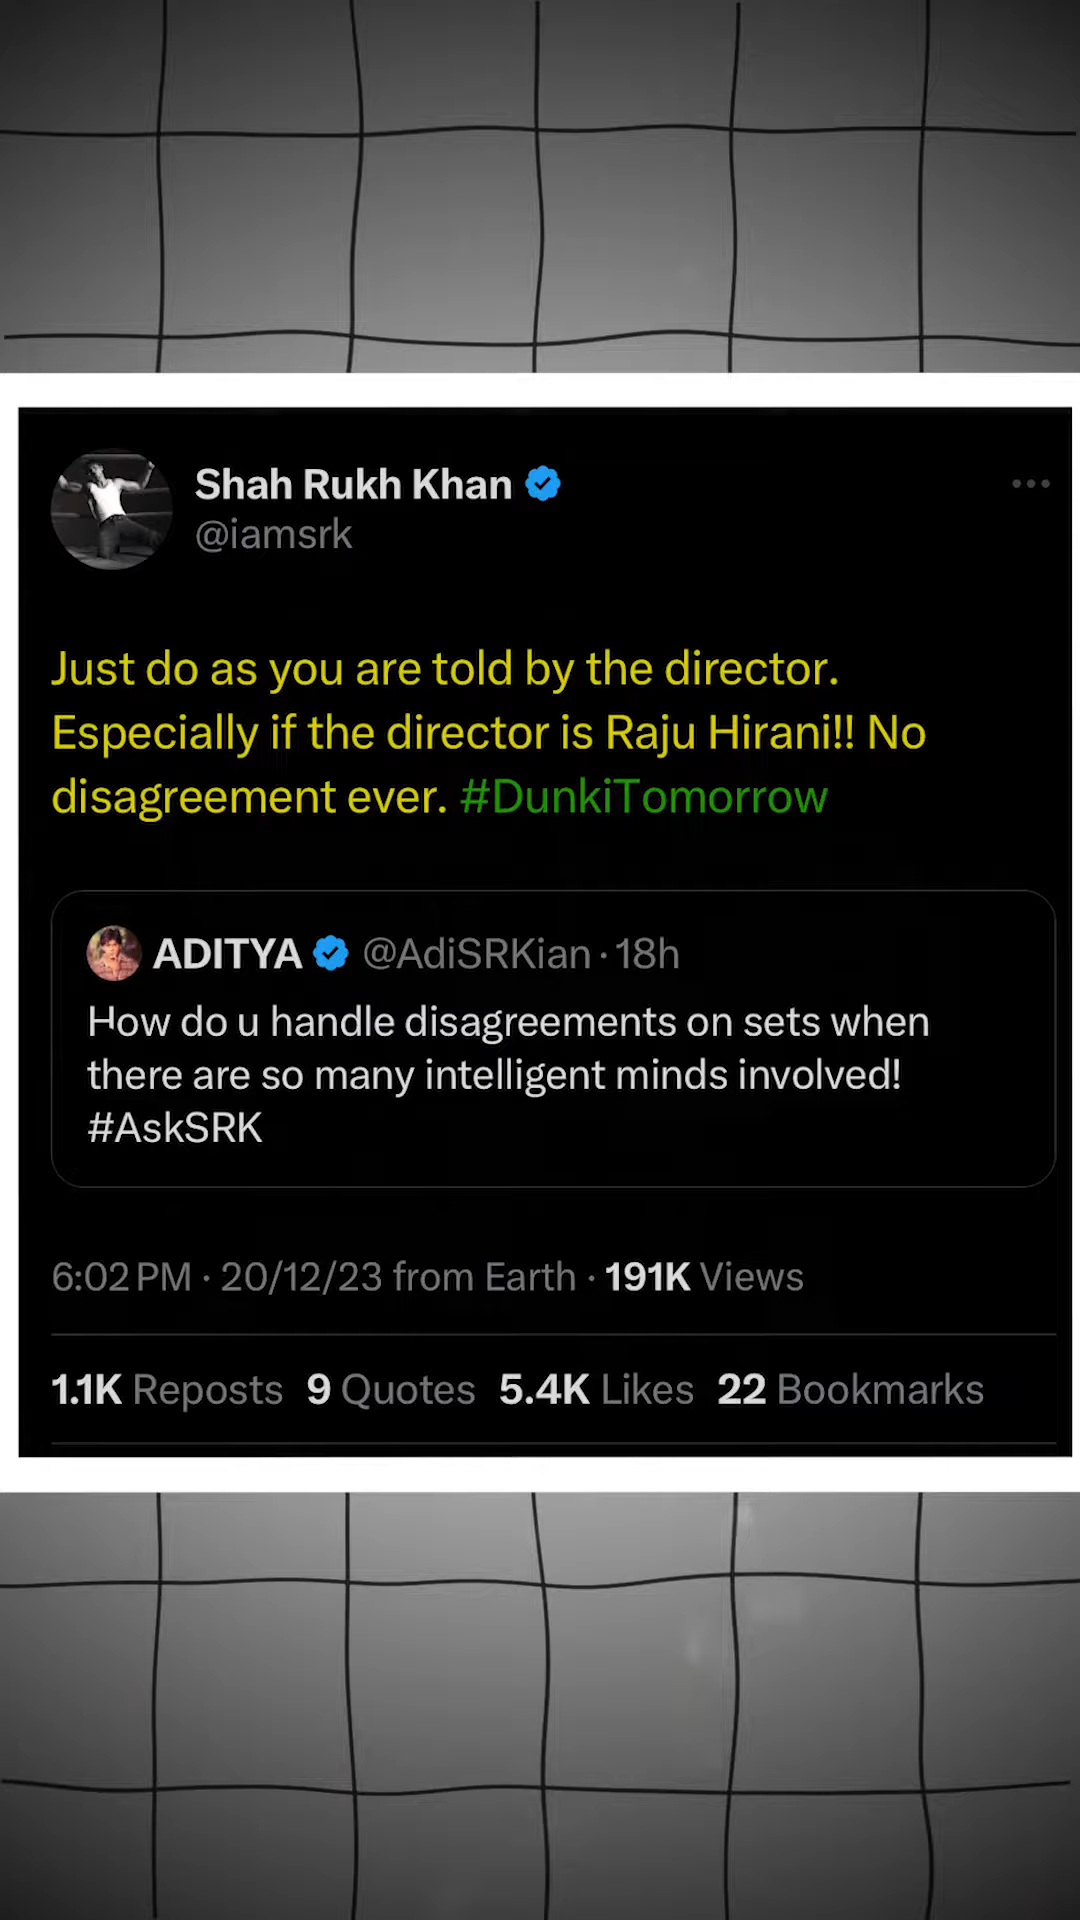 Shah Rukh Khan
@iamsrk
Just do as you are told by the director.
Especially if the director is Raju Hirani!! No
disagreement ever. #DunkiTomorrow
ADITYA @AdiSRKian · 18h
How do u handle disagreements on sets when
there are so many intelligent minds involved!
#AskSRK
6:02 PM · 20/12/23 from Earth · 191K Views
1.1K Reposts 9 Quotes 5.4K Likes 22 Bookmarks